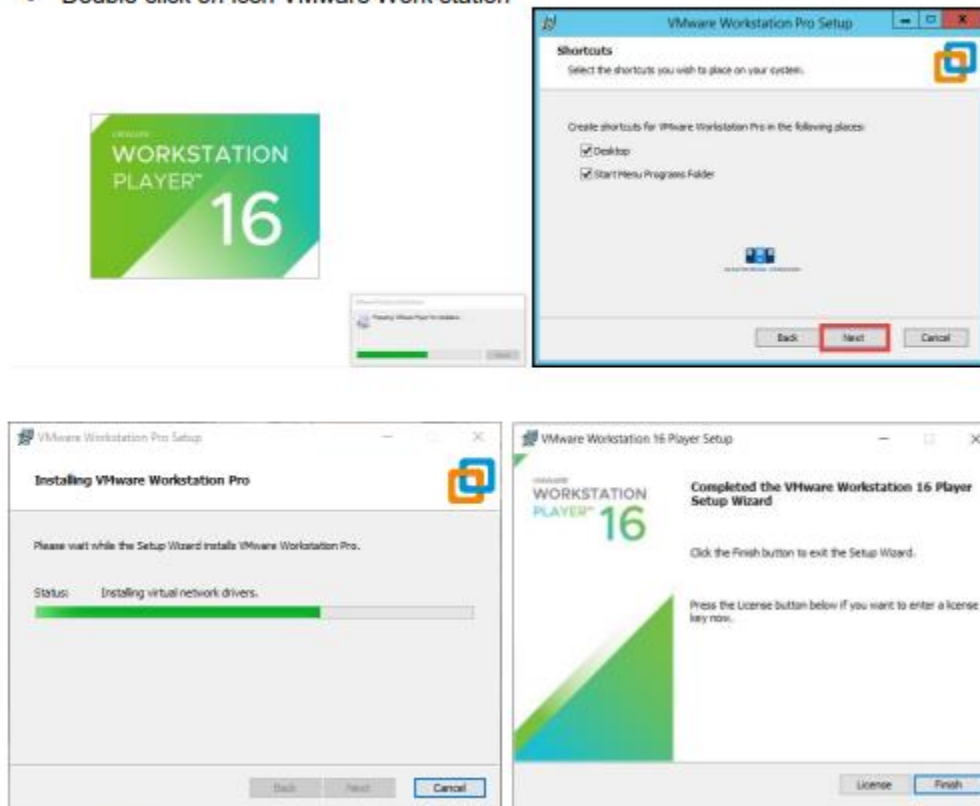 Double click on icon VMware Work station
VMware Workstation Pro Setup
Shortcuts
Select the shortcuts you wish to place on your system.
Create shortcuts for VMware Workstation Pro in the following places:
Desktop
Start Menu Programs Folder
Back Next Cancel
WORKSTATION
PLAYER™
16
VMware Workstation Pro Setup
Installing VMware Workstation Pro
Please wait while the Setup Wizard installs VMware Workstation Pro.
Status: Installing virtual network drivers.
Back Next Cancel
VMware Workstation 16 Player Setup
WORKSTATION
PLAYER™ 16
Completed the VMware Workstation 16 Player
Setup Wizard
Click the Finish button to exit the Setup Wizard.
Press the License button below if you want to enter a license
key now.
License Finish